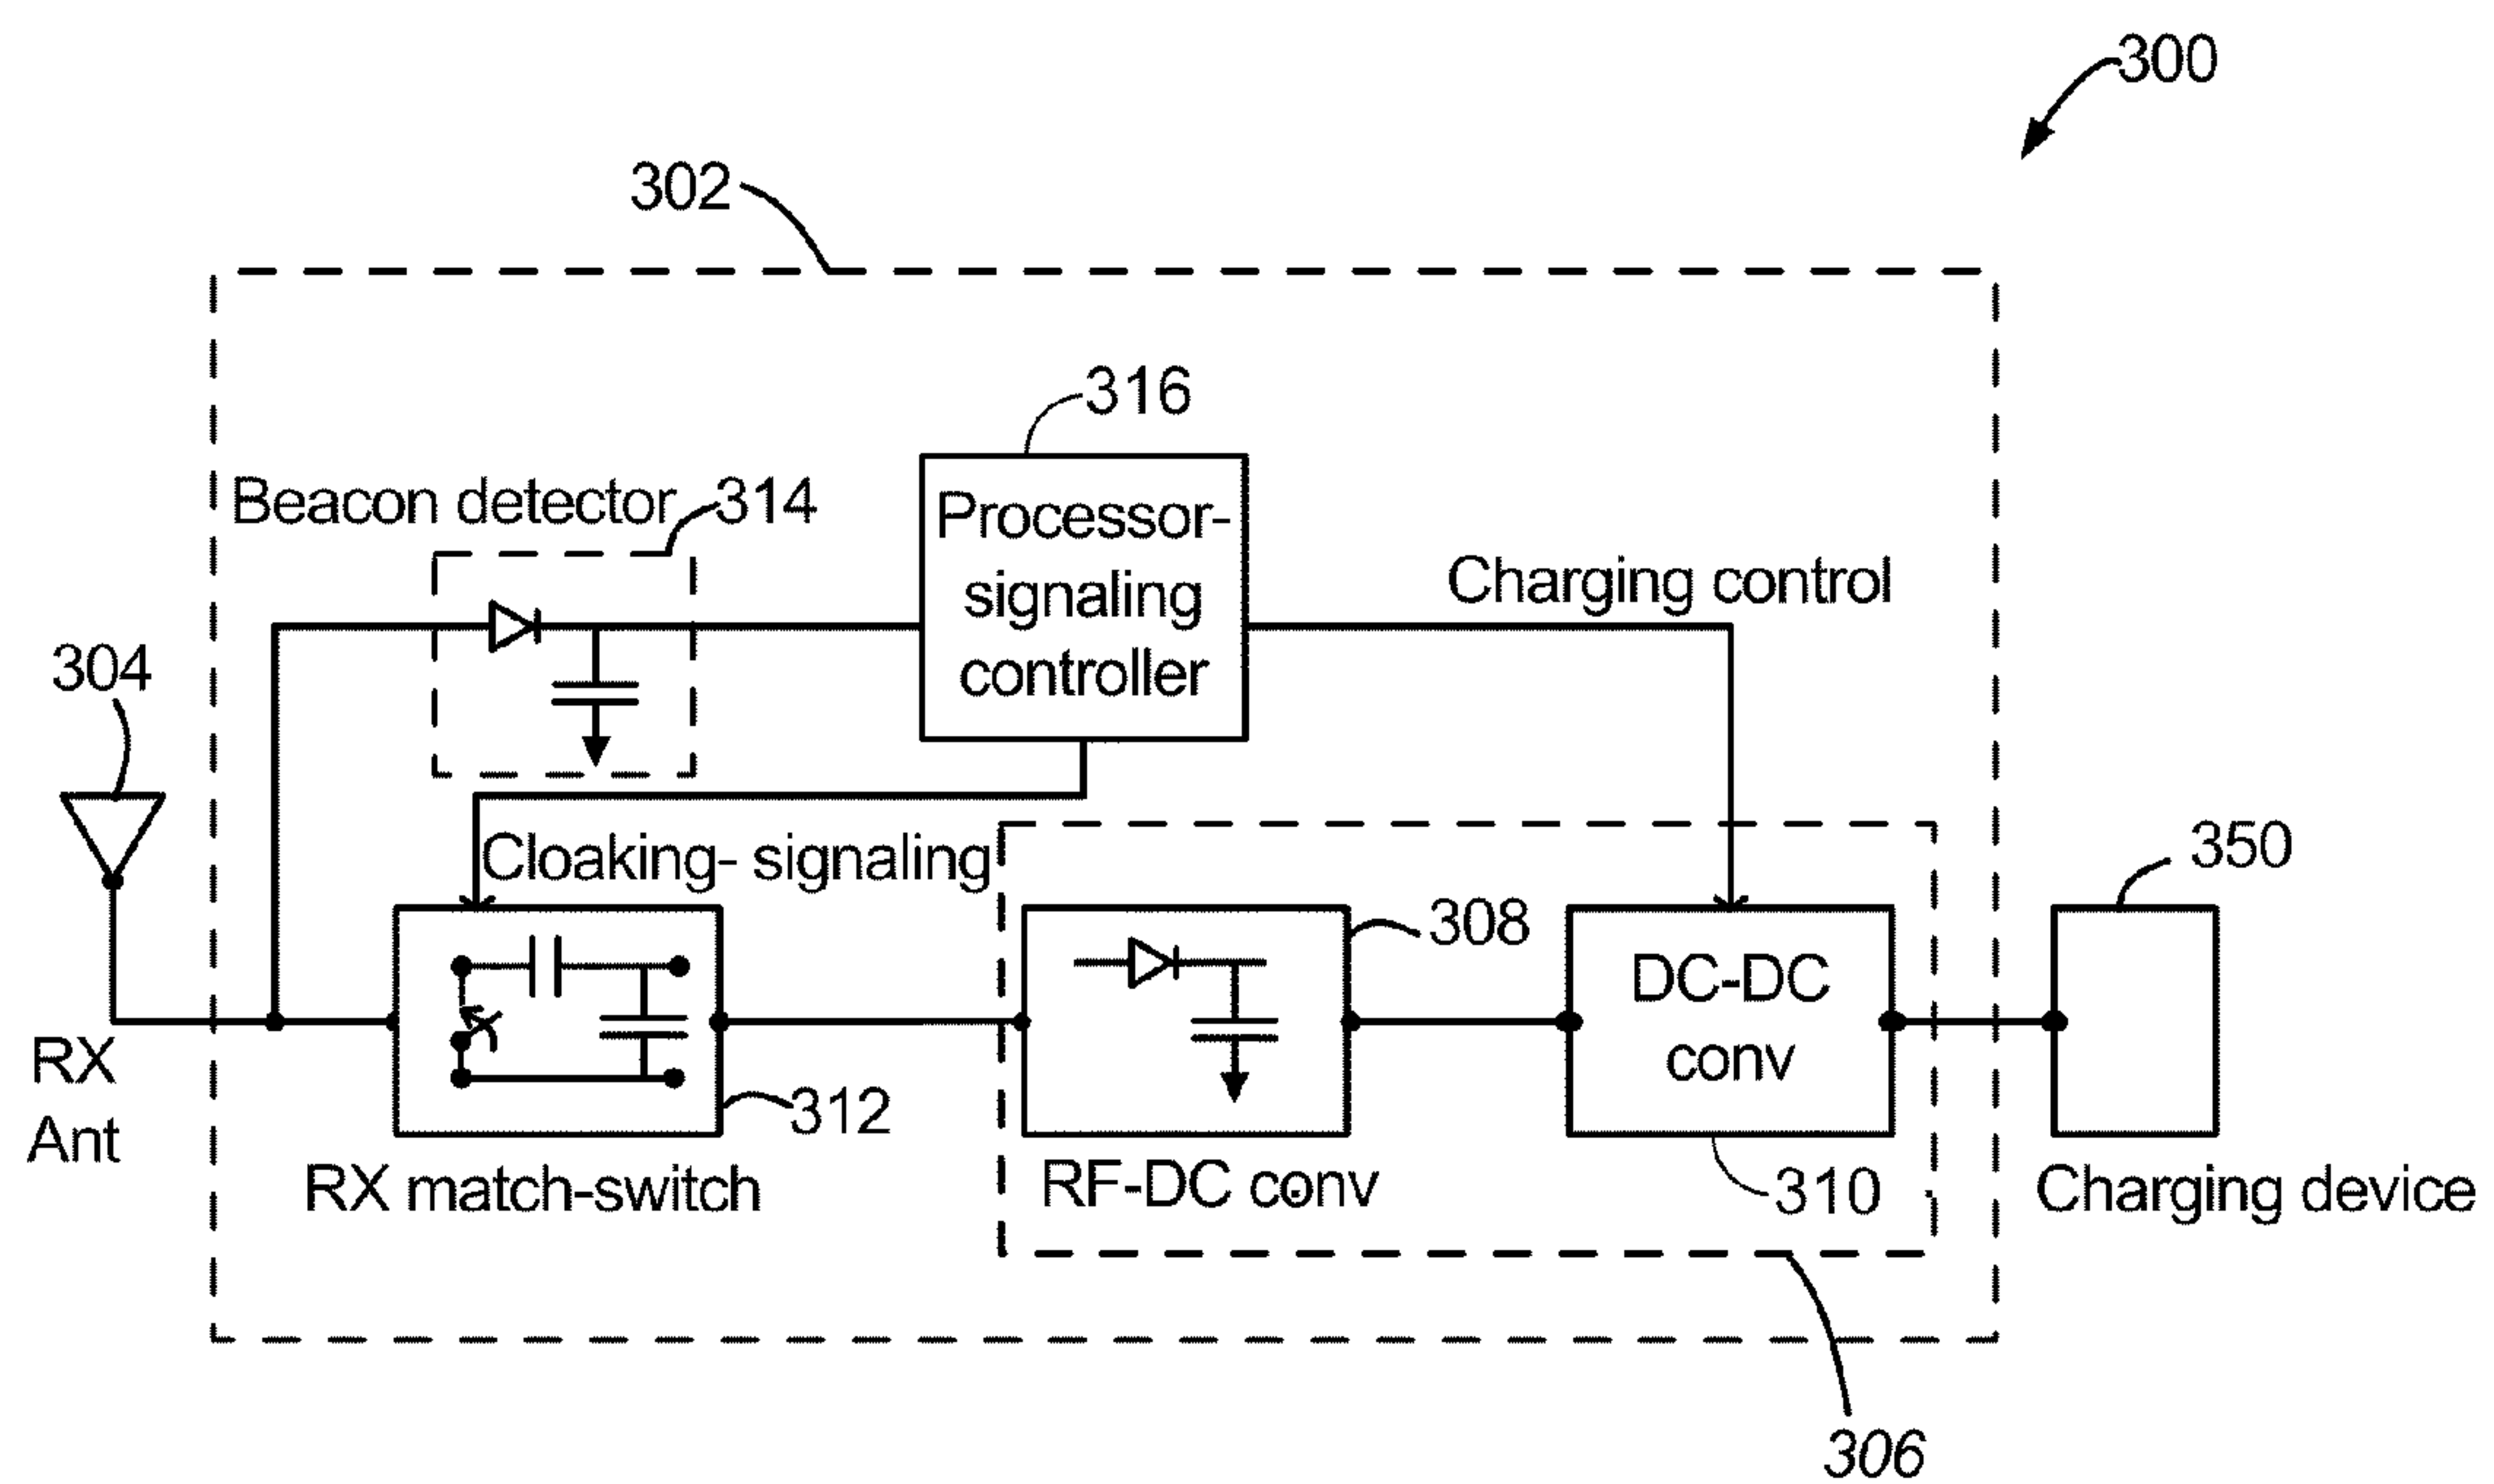 300
302
316
Beacon detector
314
Processor-
signaling
controller
Charging control
304
Cloaking- signaling
350
308
DC-DC
conv
RX
Ant
312
RX match-switch
RF-DC conv
310
Charging device
306